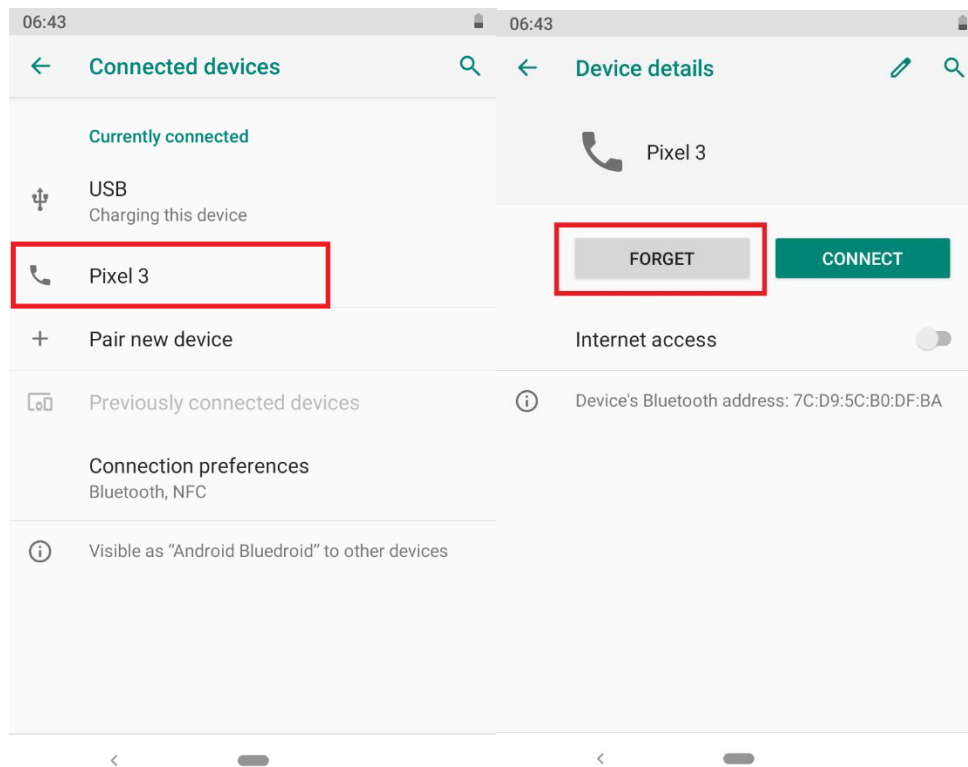 06:43
Connected devices
Currently connected
USB
Charging this device
Pixel 3
Pair new device
Previously connected devices
Connection preferences
Bluetooth, NFC
Visible as “Android Bluedroid” to other devices
06:43
Device details
Pixel 3
FORGET
CONNECT
Internet access
Device's Bluetooth address: 7C:D9:5C:B0:DF:BA